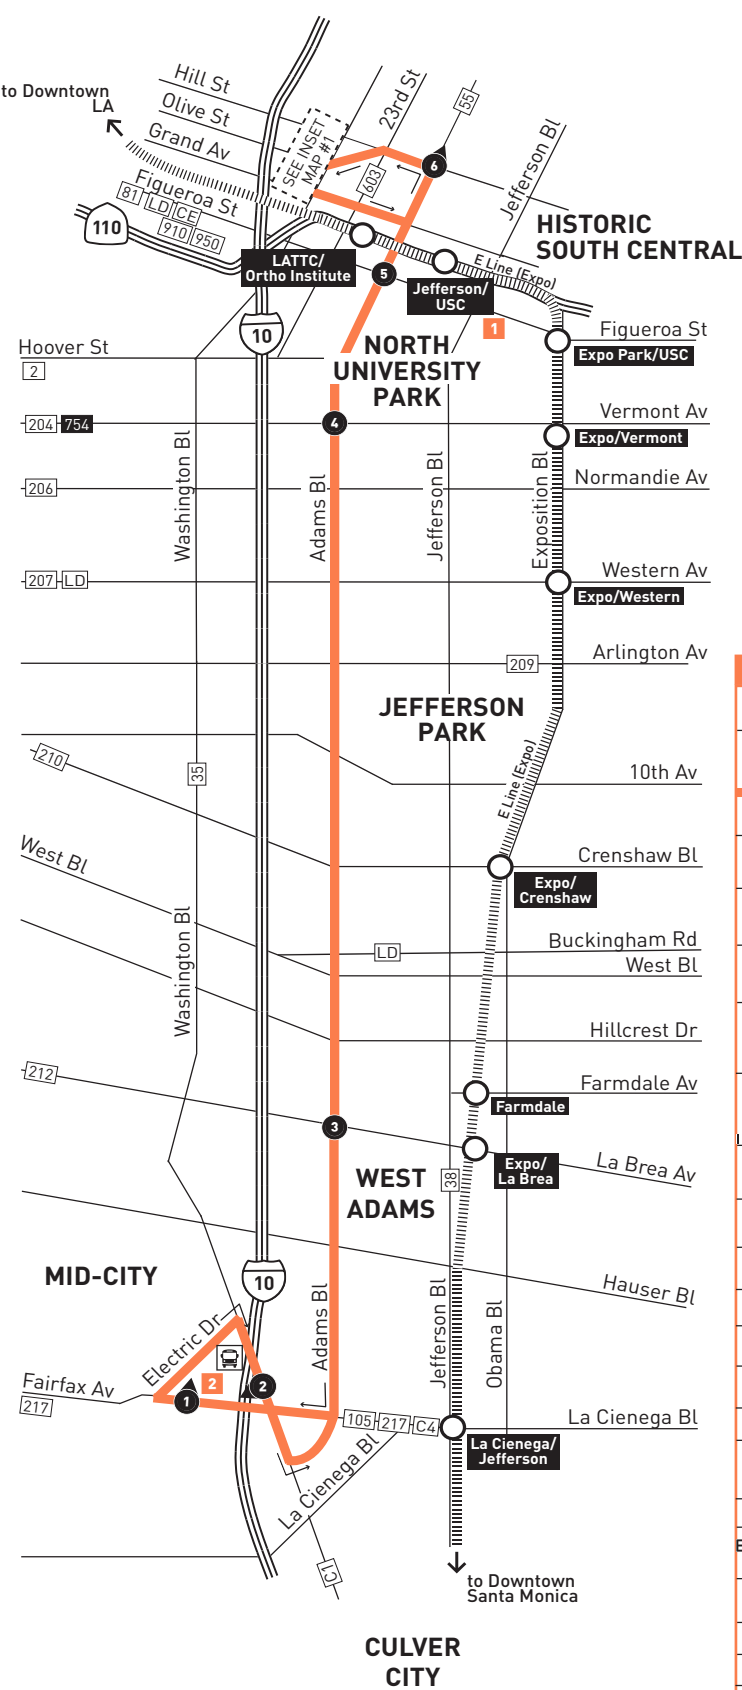 to Downtown
LA
Hill St
Olive St
Grand Av
Figueroa St
81 LD CE
910 950
110
SEE INSET
MAP #1
23rd St
603
55
6
Jefferson Bl
HISTORIC
SOUTH CENTRAL
LATTC/
Ortho Institute
E Line (Expo)
5
Jefferson/
USC
1
10
Hoover St
2
NORTH
UNIVERSITY
PARK
Figueroa St
Expo Park/USC
204 754
4
Vermont Av
Expo/Vermont
Washington Bl
Adams Bl
Jefferson Bl
Exposition Bl
206
Normandie Av
207 LD
Western Av
Expo/Western
209
Arlington Av
JEFFERSON
PARK
210
35
E Line (Expo)
10th Av
West Bl
Crenshaw Bl
Expo/
Crenshaw
Washington Bl
LD
Buckingham Rd
West Bl
Hillcrest Dr
212
Farmdale Av
Farmdale
3
Expo/
La Brea
La Brea Av
WEST
ADAMS
38
MID-CITY
10
Hauser Bl
Electric Dr
Adams Bl
Jefferson Bl
Obama Bl
Fairfax Av
217
1
2
2
105 217 C4
La Cienega Bl
La Cienega/
Jefferson
La Cienega Bl
C1
to Downtown
Santa Monica
CULVER
CITY